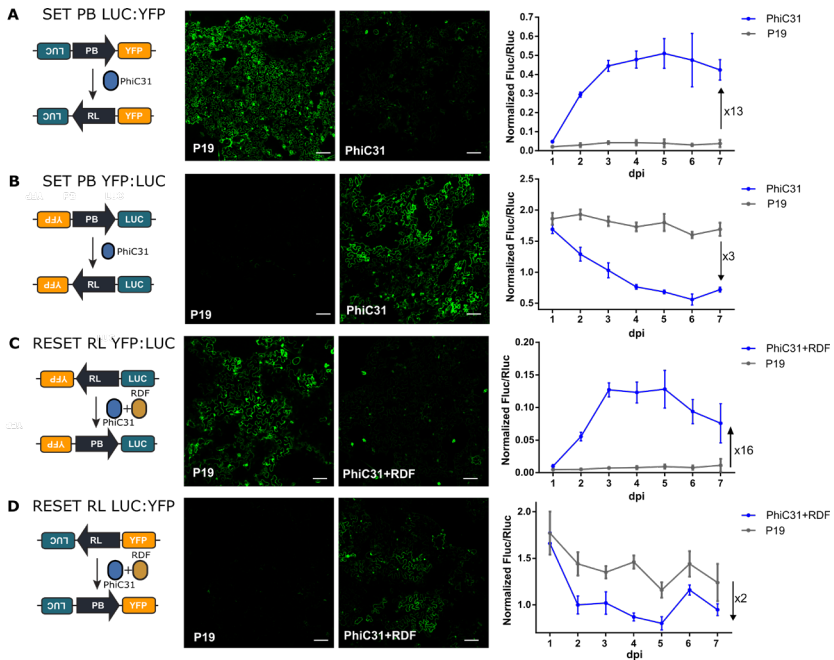 A SET PB LUC:YFP
LUC PB YFP
PhiC31
LUC RL YFP
P19
PhiC31
Normalized Fluc/Rluc
0.8
0.7
0.6
0.5
0.4
0.3
0.2
0.1
0.0
1 2 3 4 5 6 7
dpi
PhiC31
P19
x13
B SET PB YFP:LUC
YFP PB LUC
PhiC31
YFP RL LUC
P19
PhiC31
Normalized Fluc/Rluc
2.5
2.0
1.5
1.0
0.5
1 2 3 4 5 6 7
dpi
PhiC31
P19
x3
C RESET RL YFP:LUC
YFP RL LUC
RDF
+
PhiC31
YFP PB LUC
P19
PhiC31+RDF
Normalized Fluc/Rluc
0.20
0.15
0.10
0.05
0.00
1 2 3 4 5 6 7
dpi
PhiC31+RDF
P19
x16
D RESET RL LUC:YFP
LUC RL YFP
RDF
+
PhiC31
LUC PB YFP
P19
PhiC31+RDF
Normalized Fluc/Rluc
2.0
1.5
1.0
1 2 3 4 5 6 7
dpi
PhiC31+RDF
P19
x2